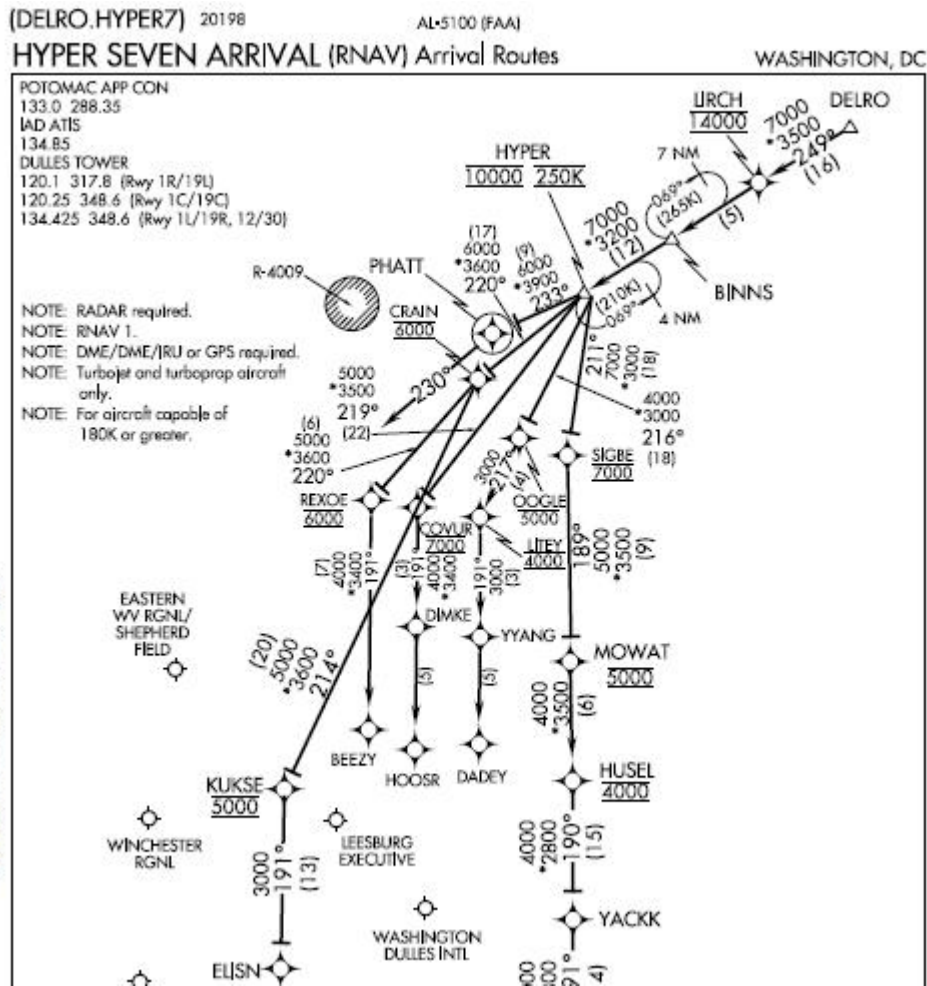 (DELRO.HYPER7) 20198
AL-5100 (FAA)
HYPER SEVEN ARRIVAL (RNAV) Arrival Routes
WASHINGTON, DC
POTOMAC APP CON
133.0 288.35
IAD ATIS
134.85
DULLES TOWER
120.1 317.8 (Rwy 1R/19L)
120.25 348.6 (Rwy 1C/19C)
134.425 348.6 (Rwy 1L/19R, 12/30)
NOTE: RADAR required.
NOTE: RNAV 1.
NOTE: DME/DME/IRU or GPS required.
NOTE: Turbojet and turboprop aircraft
only.
NOTE: For aircraft capable of
180K or greater.
DELRO
7000
*3500
249°
(16)
LIRCH
14000
7 NM
069°
(265K)
(5)
BINNS
7000
*3200
(12)
HYPER
10000 250K
(210K)
069°
4 NM
(9)
6000
*3900
233°
(17)
6000
*3600
220°
PHATT
R-4009
230°
CRAIN
6000
5000
*3500
219°
(22)
(6)
5000
*3600
220°
211°
7000
*3000
(18)
4000
*3000
216°
(18)
SIGBE
7000
OOGLE
5000
3000
217°
(4)
REXOE
6000
COVUR
7000
LITEY
4000
(7)
4000
*3400
191°
(3)
191°
4000
*3400
191°
3000
(3)
189°
5000
*3500
(9)
DIMKE
YYANG
(5)
(5)
MOWAT
5000
EASTERN
WV RGNL/
SHEPHERD
FIELD
(20)
5000
*3600
214°
4000
*3500
(6)
BEEZY
HOOSR
DADEY
KUKSE
5000
HUSEL
4000
WINCHESTER
RGNL
LEESBURG
EXECUTIVE
3000
191°
(13)
4000
*2800
190°
(15)
WASHINGTON
DULLES INTL
YACKK
ELISN